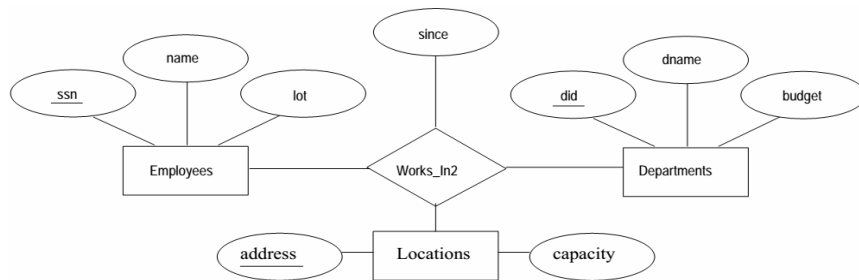 since
name
dname
ssn
lot
did
budget
Employees
Works_In2
Departments
address
Locations
capacity